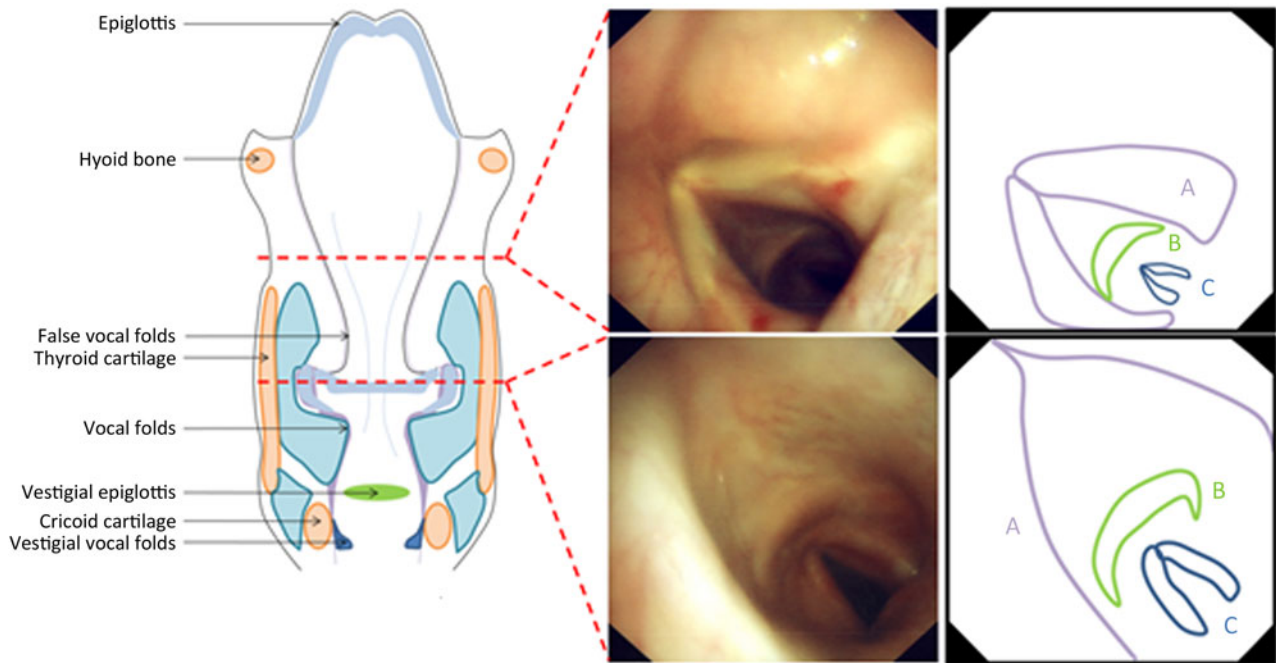 Epiglottis
Hyoid bone
False vocal folds
Thyroid cartilage
Vocal folds
Vestigial epiglottis
Cricoid cartilage
Vestigial vocal folds
A
B
C
A
B
C